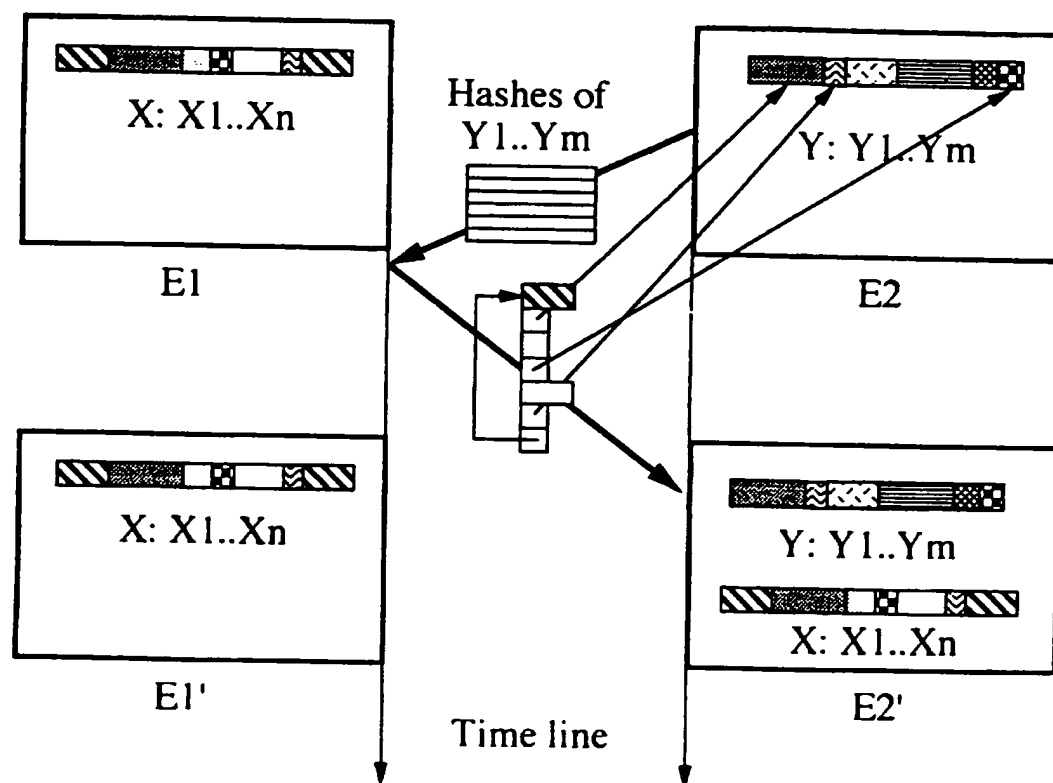 X: X1..Xn
Hashes of
Y1..Ym
Y: Y1..Ym
E1
E2
X: X1..Xn
Y: Y1..Ym
X: X1..Xn
E1'
E2'
Time line